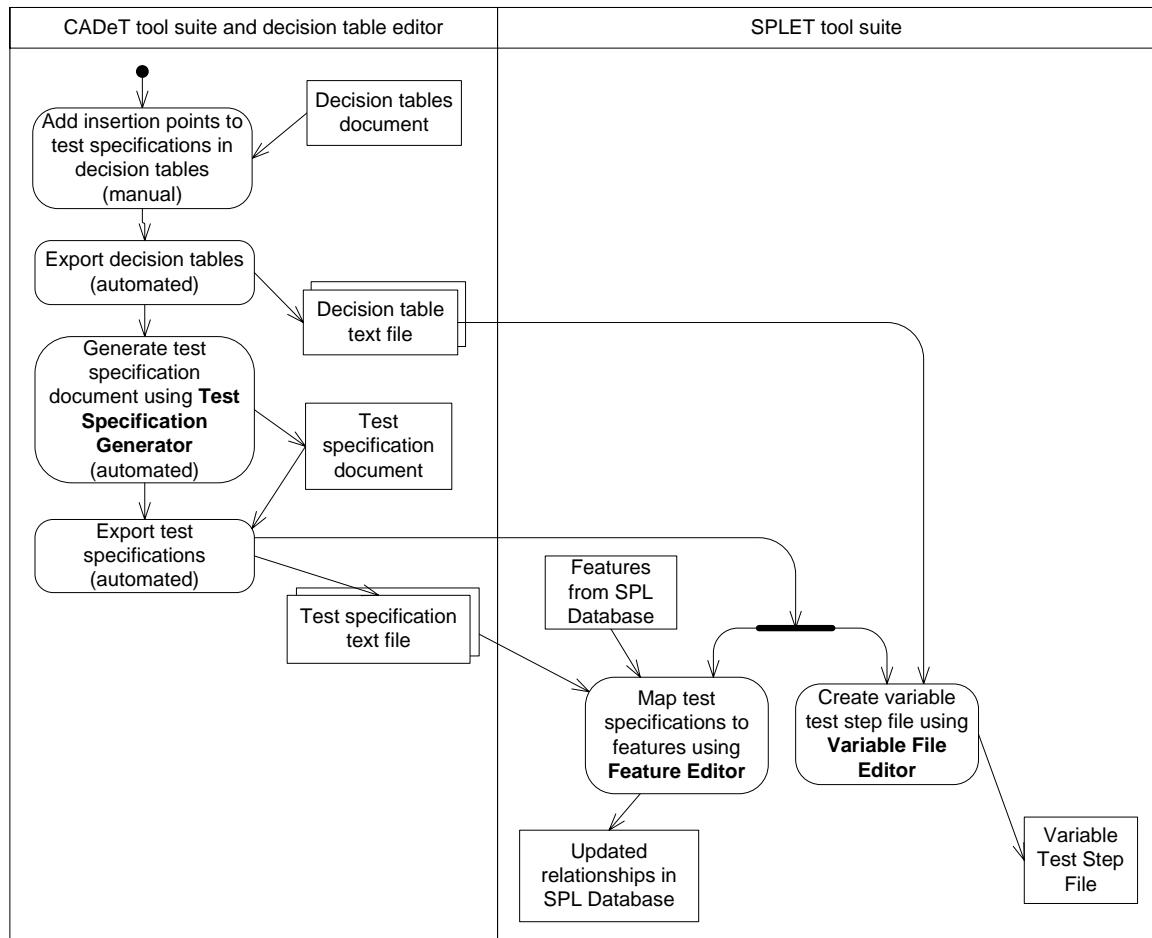 CADeT tool suite and decision table editor
SPLET tool suite
Decision tables
document
Add insertion points to
test specifications in
decision tables
(manual)
Export decision tables
(automated)
Decision table
text file
Generate test
specification
document using Test
Specification
Generator
(automated)
Test
specification
document
Export test
specifications
(automated)
Test specification
text file
Features
from SPL
Database
Map test
specifications to
features using
Feature Editor
Create variable
test step file using
Variable File
Editor
Updated
relationships in
SPL Database
Variable
Test Step
File